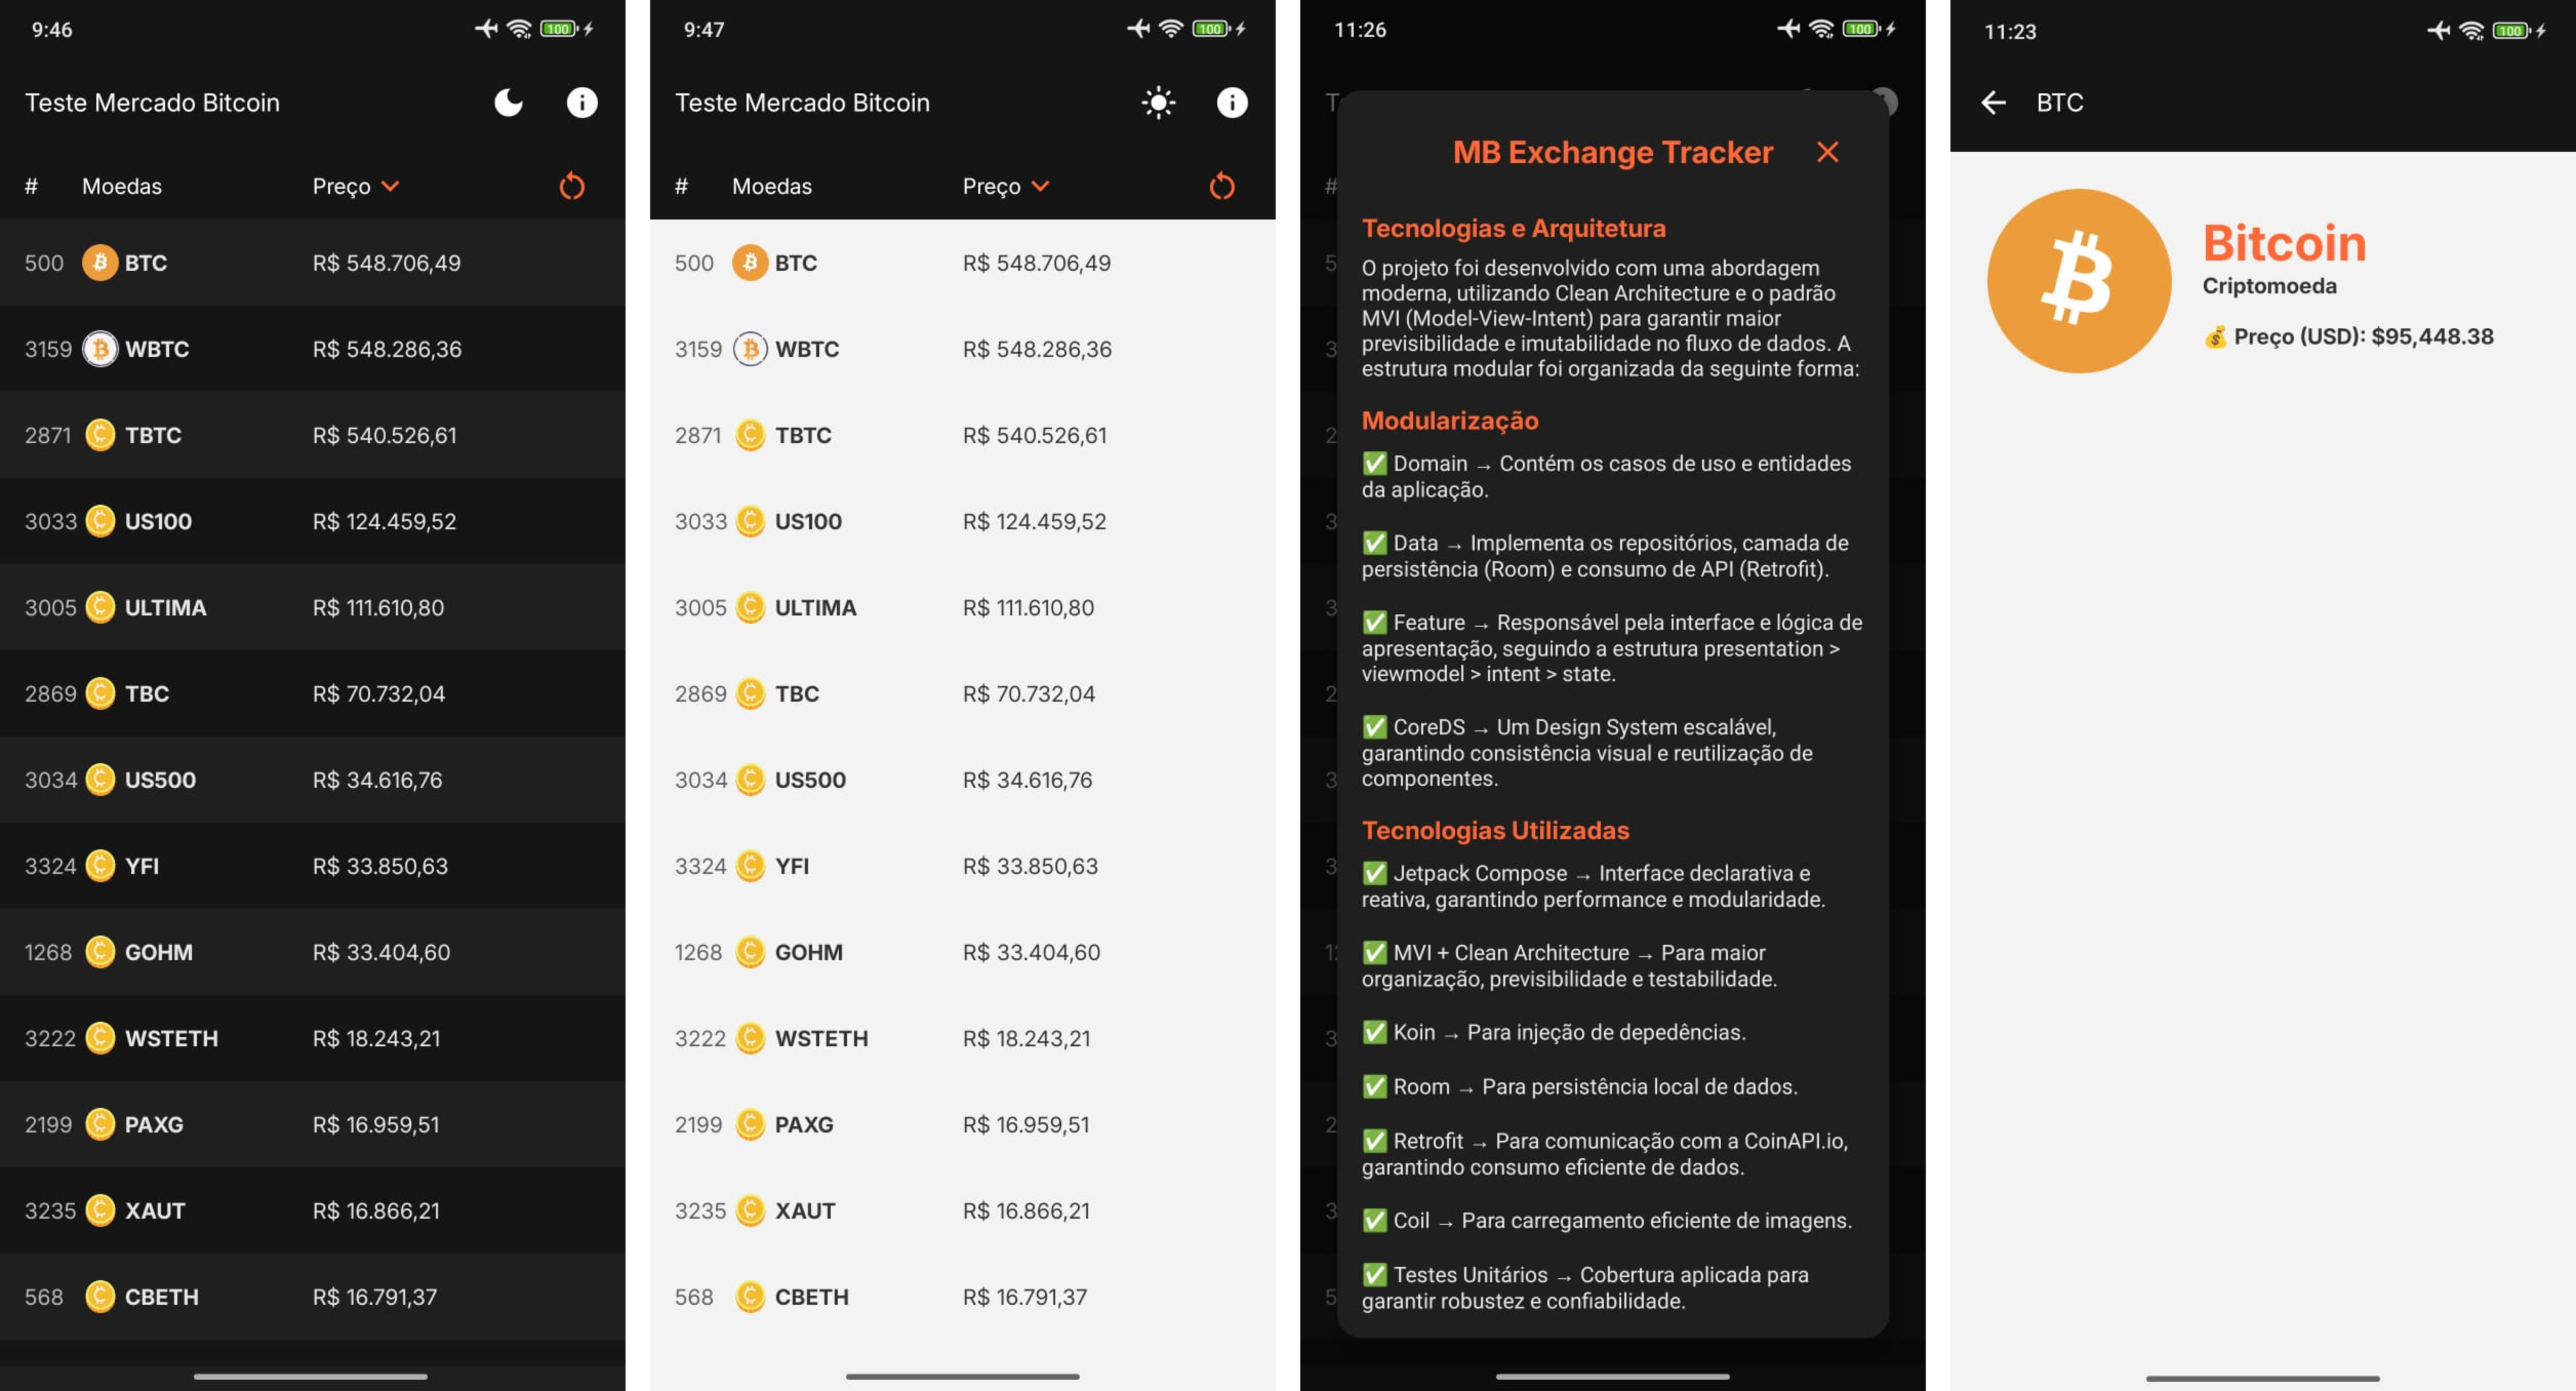 9:46
100
Teste Mercado Bitcoin
# Moedas Preço
500 BTC R$ 548.706,49
3159 WBTC R$ 548.286,36
2871 TBTC R$ 540.526,61
3033 US100 R$ 124.459,52
3005 ULTIMA R$ 111.610,80
2869 TBC R$ 70.732,04
3034 US500 R$ 34.616,76
3324 YFI R$ 33.850,63
1268 GOHM R$ 33.404,60
3222 WSTETH R$ 18.243,21
2199 PAXG R$ 16.959,51
3235 XAUT R$ 16.866,21
568 CBETH R$ 16.791,37
9:47
100
Teste Mercado Bitcoin
# Moedas Preço
500 BTC R$ 548.706,49
3159 WBTC R$ 548.286,36
2871 TBTC R$ 540.526,61
3033 US100 R$ 124.459,52
3005 ULTIMA R$ 111.610,80
2869 TBC R$ 70.732,04
3034 US500 R$ 34.616,76
3324 YFI R$ 33.850,63
1268 GOHM R$ 33.404,60
3222 WSTETH R$ 18.243,21
2199 PAXG R$ 16.959,51
3235 XAUT R$ 16.866,21
568 CBETH R$ 16.791,37
11:26
100
MB Exchange Tracker
Tecnologias e Arquitetura
O projeto foi desenvolvido com uma abordagem
moderna, utilizando Clean Architecture e o padrão
MVI (Model-View-Intent) para garantir maior
previsibilidade e imutabilidade no fluxo de dados. A
estrutura modular foi organizada da seguinte forma:
Modularização
✅ Domain → Contém os casos de uso e entidades
da aplicação.
✅ Data → Implementa os repositórios, camada de
persistência (Room) e consumo de API (Retrofit).
✅ Feature → Responsável pela interface e lógica de
apresentação, seguindo a estrutura presentation >
viewmodel > intent > state.
✅ CoreDS → Um Design System escalável,
garantindo consistência visual e reutilização de
componentes.
Tecnologias Utilizadas
✅ Jetpack Compose → Interface declarativa e
reativa, garantindo performance e modularidade.
✅ MVI + Clean Architecture → Para maior
organização, previsibilidade e testabilidade.
✅ Koin → Para injeção de depedências.
✅ Room → Para persistência local de dados.
✅ Retrofit → Para comunicação com a CoinAPI.io,
garantindo consumo eficiente de dados.
✅ Coil → Para carregamento eficiente de imagens.
✅ Testes Unitários → Cobertura aplicada para
garantir robustez e confiabilidade.
11:23
100
BTC
Bitcoin
Criptomoeda
💰 Preço (USD): $95,448.38